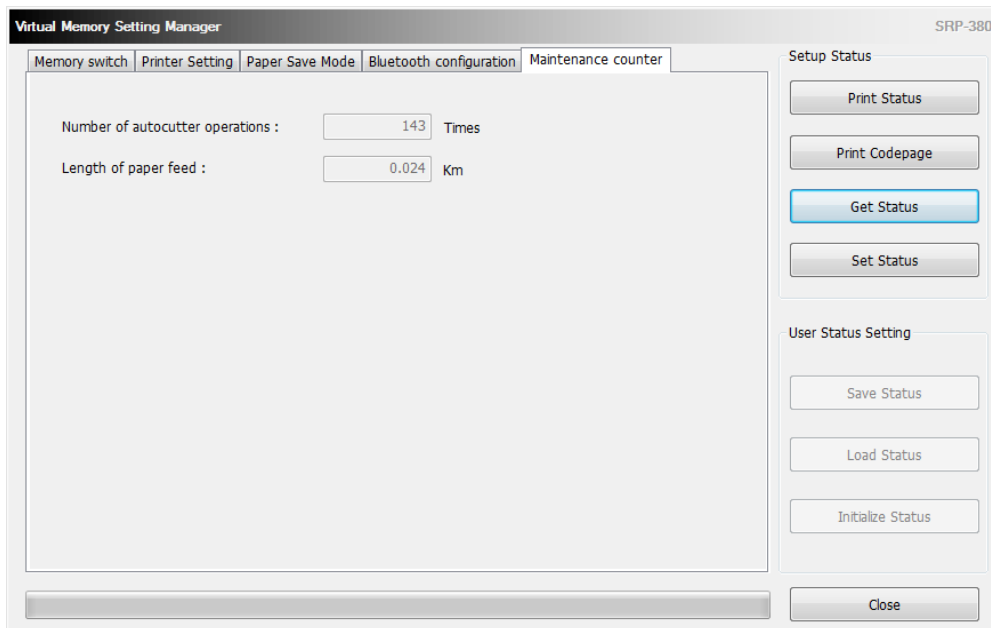 Virtual Memory Setting Manager
SRP-380
Memory switch Printer Setting Paper Save Mode Bluetooth configuration Maintenance counter
Number of autocutter operations : 143 Times
Length of paper feed : 0.024 Km
Setup Status
Print Status
Print Codepage
Get Status
Set Status
User Status Setting
Save Status
Load Status
Initialize Status
Close